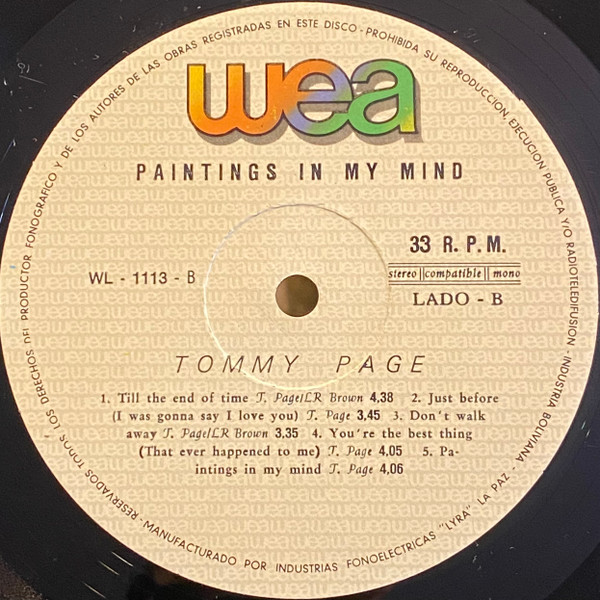 wea
PAINTINGS IN MY MIND
33 R. P. M.
WL - 1113 - B
stereo || compatible || mono
LADO - B
TOMMY PAGE
1. Till the end of time T. Page/LR Brown 4,38 2. Just before
(I was gonna say I love you) T. Page 3,45 3. Don't walk
away T. Page/LR Brown 3,35 4. You're the best thing
(That ever happened to me) T. Page 4,05 5. Pa-
intings in my mind T. Page 4,06
RESERVADOS TODOS LOS DERECHOS DEL PRODUCTOR FONOGRAFICO Y DE LOS AUTORES DE LAS OBRAS REGISTRADAS EN ESTE DISCO - PROHIBIDA SU REPRODUCCION, EJECUCION PUBLICA Y/O RADIOTELEDIFUSION - INDUSTRIA BOLIVIANA -
MANUFACTURADO POR INDUSTRIAS FONOELECTRICAS "LYRA" LA PAZ -